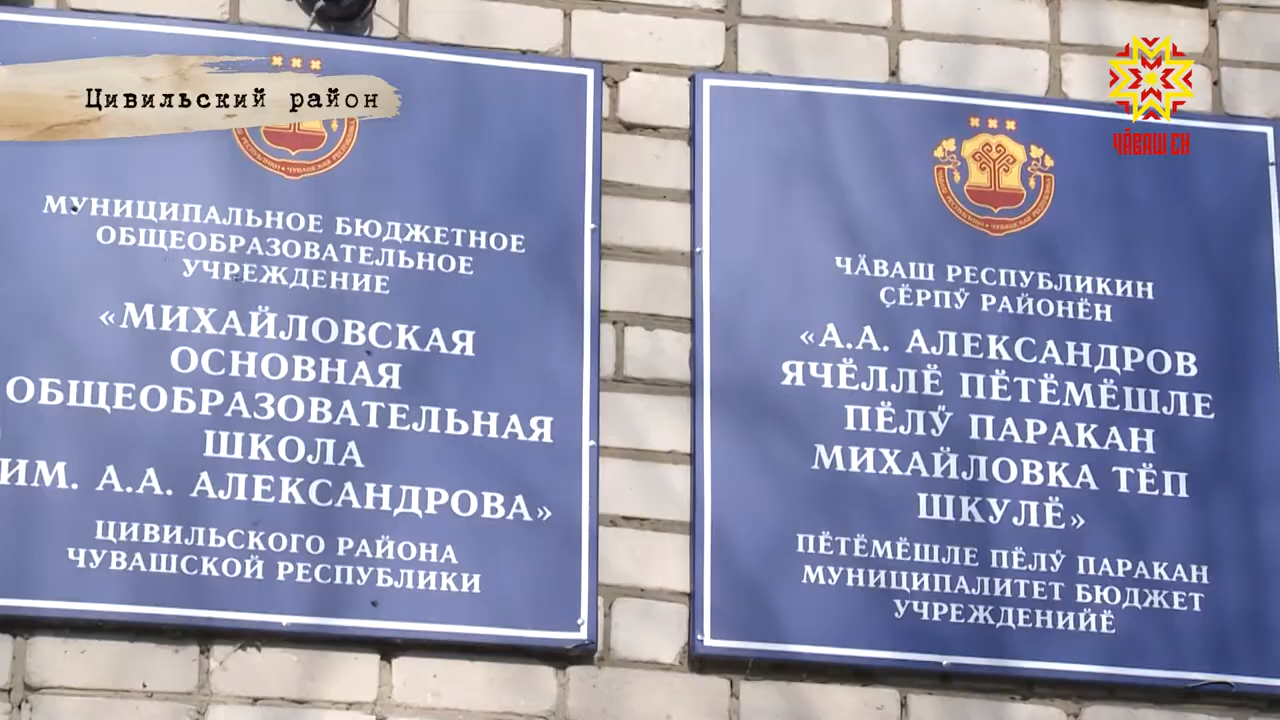 Цивильский район
МУНИЦИПАЛЬНОЕ БЮДЖЕТНОЕ
ОБЩЕОБРАЗОВАТЕЛЬНОЕ
УЧРЕЖДЕНИЕ
«МИХАЙЛОВСКАЯ
ОСНОВНАЯ
ОБЩЕОБРАЗОВАТЕЛЬНАЯ
ШКОЛА
ИМ. А.А. АЛЕКСАНДРОВА»
ЦИВИЛЬСКОГО РАЙОНА
ЧУВАШСКОЙ РЕСПУБЛИКИ
ЧӐВАШ ЕН
ЧӐВАШ РЕСПУБЛИКИН
ҪӖРПӲ РАЙОНӖН
«А.А. АЛЕКСАНДРОВ
ЯЧӖЛЛӖ ПӖТӖМӖШЛЕ
ПӖЛӲ ПАРАКАН
МИХАЙЛОВКА ТӖП
ШКУЛӖ»
ПӖТӖМӖШЛЕ ПӖЛӲ ПАРАКАН
МУНИЦИПАЛИТЕТ БЮДЖЕТ
УЧРЕЖДЕНИЙӖ